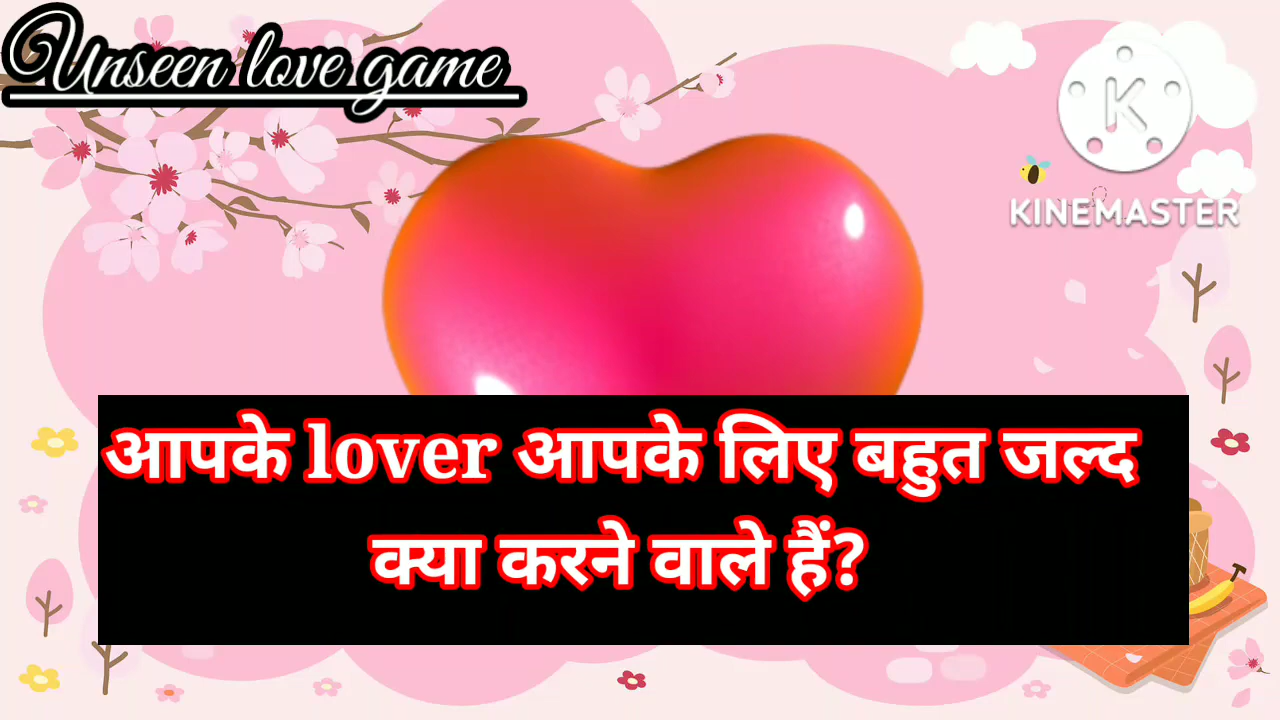 Unseen love game
K
KINEMASTER
आपके lover आपके लिए बहुत जल्द
क्या करने वाले हैं?